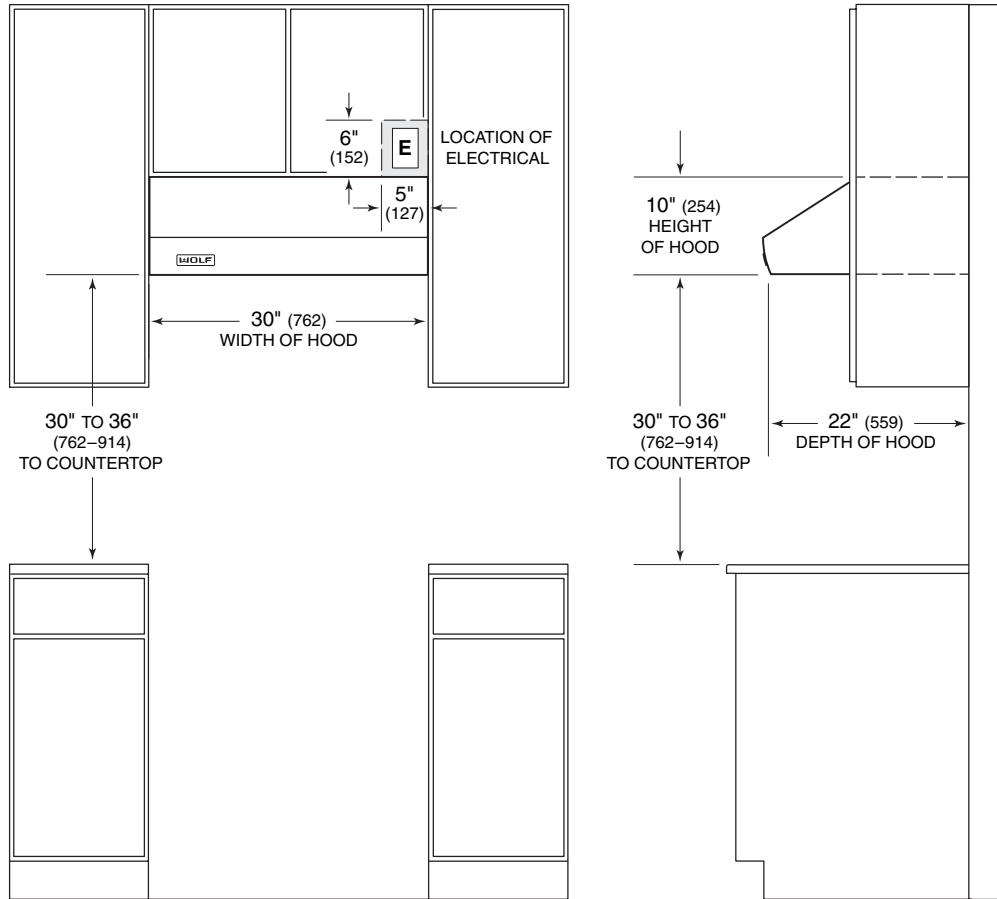 6"
(152)
E
LOCATION OF
ELECTRICAL
5"
(127)
WOLF
30" (762)
WIDTH OF HOOD
30" TO 36"
(762–914)
TO COUNTERTOP
10" (254)
HEIGHT
OF HOOD
30" TO 36"
(762–914)
TO COUNTERTOP
22" (559)
DEPTH OF HOOD